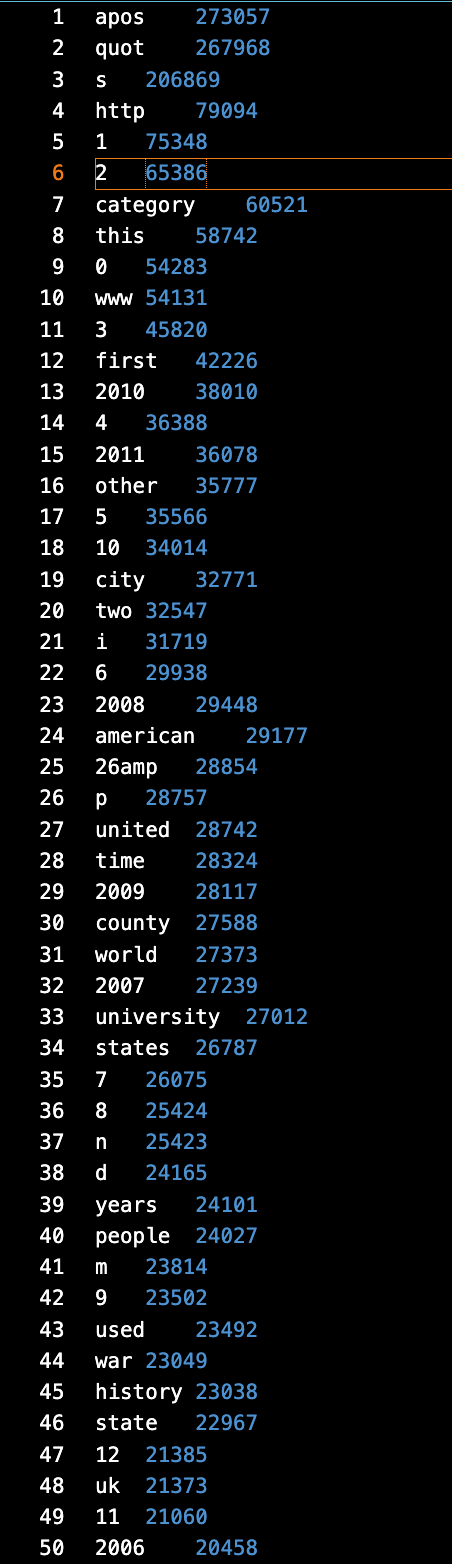 1 apos 273057
2 quot 267968
3 s 206869
4 http 79094
5 1 75348
6 2 65386
7 category 60521
8 this 58742
9 0 54283
10 www 54131
11 3 45820
12 first 42226
13 2010 38010
14 4 36388
15 2011 36078
16 other 35777
17 5 35566
18 10 34014
19 city 32771
20 two 32547
21 i 31719
22 6 29938
23 2008 29448
24 american 29177
25 26amp 28854
26 p 28757
27 united 28742
28 time 28324
29 2009 28117
30 county 27588
31 world 27373
32 2007 27239
33 university 27012
34 states 26787
35 7 26075
36 8 25424
37 n 25423
38 d 24165
39 years 24101
40 people 24027
41 m 23814
42 9 23502
43 used 23492
44 war 23049
45 history 23038
46 state 22967
47 12 21385
48 uk 21373
49 11 21060
50 2006 20458